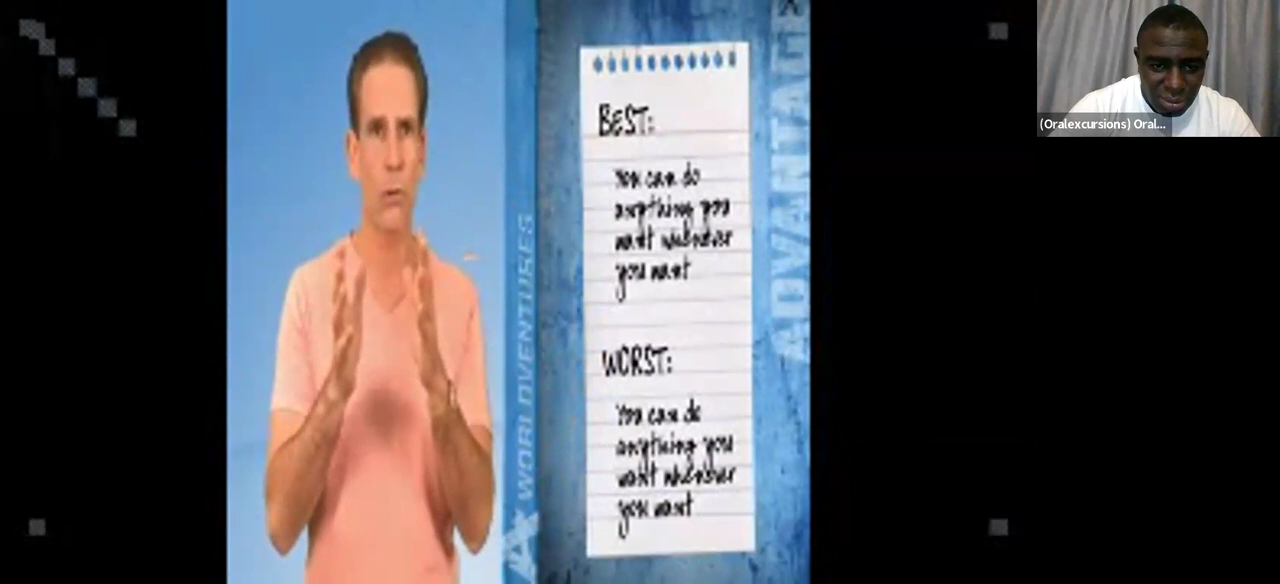 BEST:
You can do
anything you
want whenever
you want
WORST:
You can do
anything you
want whenever
you want
WORLDVENTURES
ADVANTAGE
(Oralexcursions) Oral...